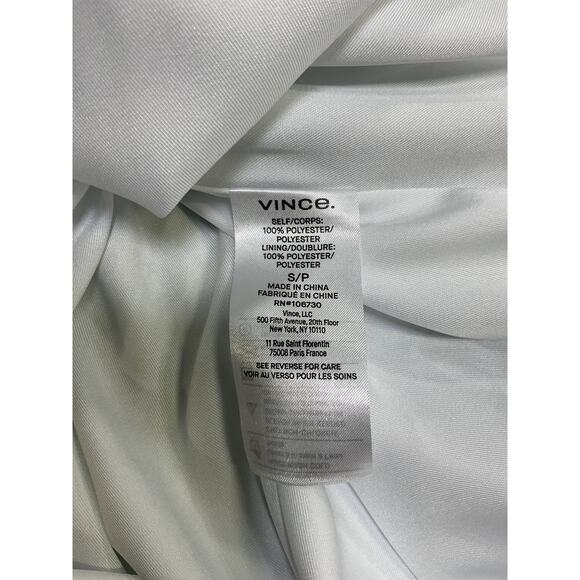 VINCE.
SELF/CORPS:
100% POLYESTER/
POLYESTER
LINING/DOUBLURE:
100% POLYESTER/
POLYESTER
S/P
MADE IN CHINA
FABRIQUÉ EN CHINE
RN#106730
Vince, LLC
500 Fifth Avenue, 20th Floor
New York, NY 10110
11 Rue Saint Florentin
75008 Paris France
SEE REVERSE FOR CARE
VOIR AU VERSO POUR LES SOINS